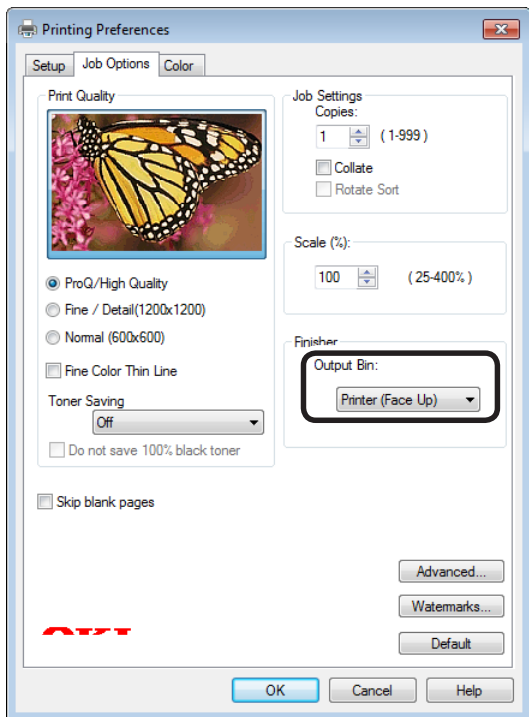 Printing Preferences
Setup Job Options Color
Print Quality
ProQ/High Quality
Fine / Detail(1200x1200)
Normal (600x600)
Fine Color Thin Line
Toner Saving
Off
Do not save 100% black toner
Skip blank pages
Job Settings
Copies:
1 ( 1-999 )
Collate
Rotate Sort
Scale (%):
100 ( 25-400% )
Finisher
Output Bin:
Printer (Face Up)
Advanced...
Watermarks...
OKI
Default
OK Cancel Help